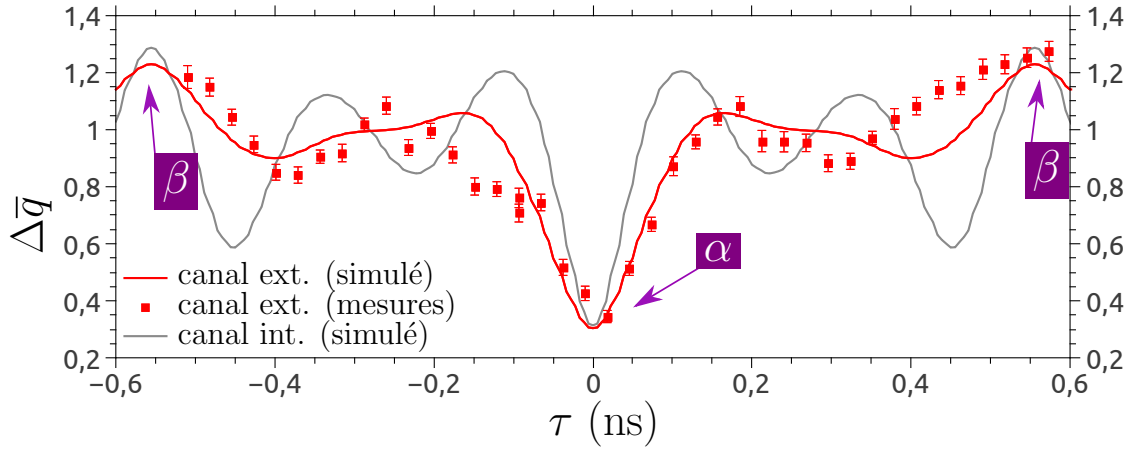 1,4
1,2
1
0,8
0,6
0,4
0,2
Δq̅
1,4
1,2
1
0,8
0,6
0,4
0,2
β
β
α
canal ext. (simulé)
canal ext. (mesures)
canal int. (simulé)
−0,6 −0,4 −0,2 0 0,2 0,4 0,6
τ (ns)